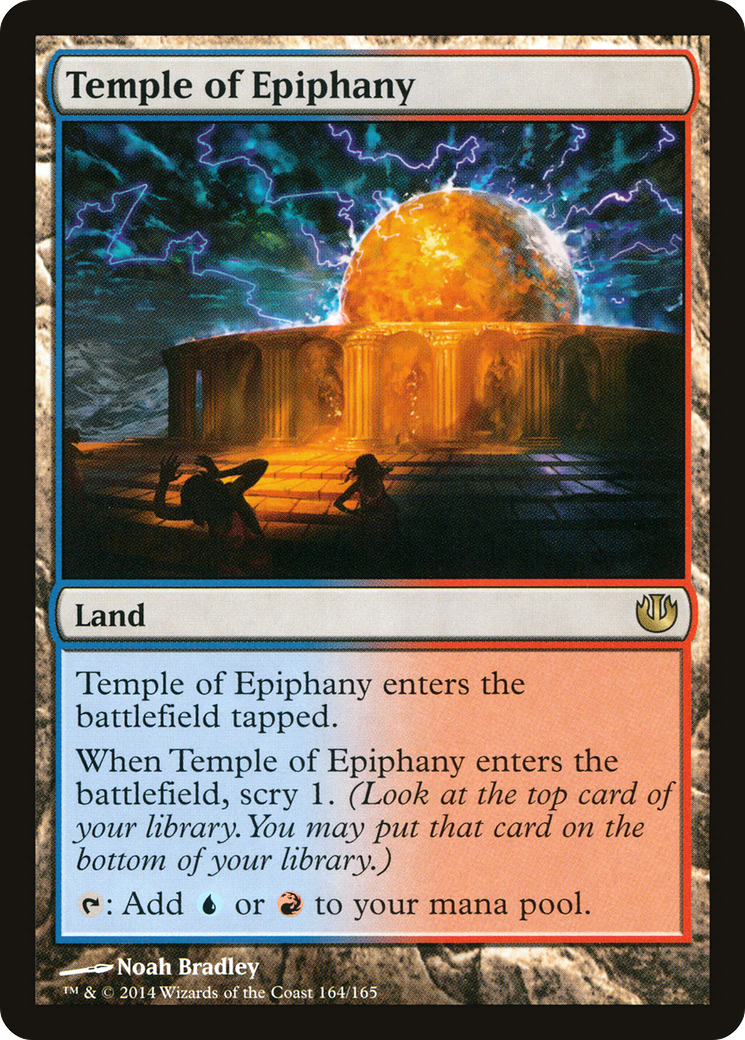 Temple of Epiphany
Land
Temple of Epiphany enters the
battlefield tapped.
When Temple of Epiphany enters the
battlefield, scry 1. (Look at the top card of
your library. You may put that card on the
bottom of your library.)
: Add or to your mana pool.
Noah Bradley
™ & © 2014 Wizards of the Coast 164/165